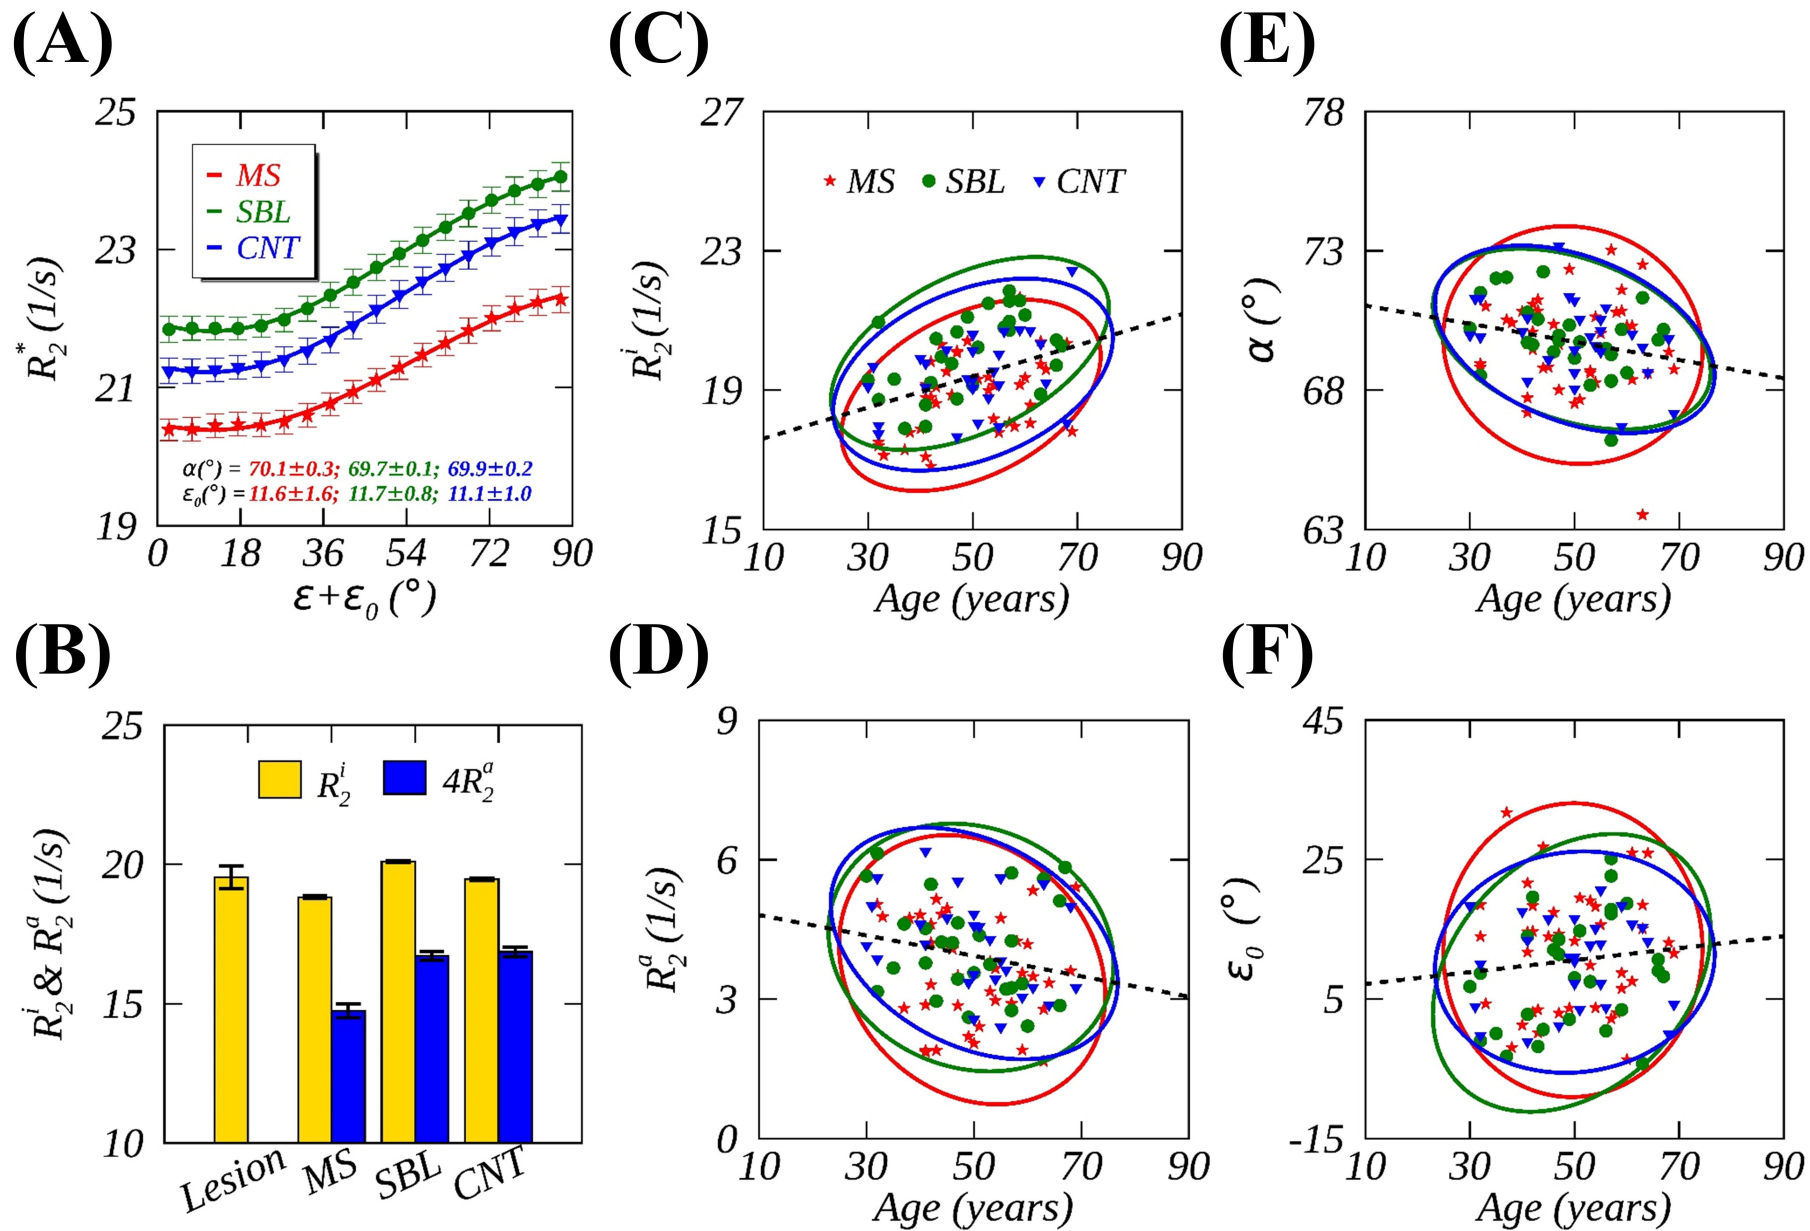 (A)
25
23
21
19
R₂* (1/s)
MS
SBL
CNT
α(°) = 70.1±0.3; 69.7±0.1; 69.9±0.2
ε₀(°) = 11.6±1.6; 11.7±0.8; 11.1±1.0
0 18 36 54 72 90
ε+ε₀ (°)
(B)
25
20
15
10
R₂ⁱ & R₂ᵃ (1/s)
R₂ⁱ 4R₂ᵃ
Lesion MS SBL CNT
(C)
27
23
19
15
R₂ⁱ (1/s)
MS SBL CNT
10 30 50 70 90
Age (years)
(D)
9
6
3
0
R₂ᵃ (1/s)
10 30 50 70 90
Age (years)
(E)
78
73
68
63
α (°)
10 30 50 70 90
Age (years)
(F)
45
25
5
-15
ε₀ (°)
10 30 50 70 90
Age (years)